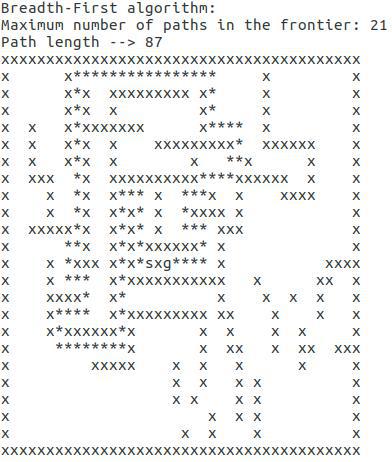 Breadth-First algorithm:
Maximum number of paths in the frontier: 21
Path length --> 87
xxxxxxxxxxxxxxxxxxxxxxxxxxxxxxxxxxxxxxxx
x      x****************     x         x
x      x*x  xxxxxxxxx x*     x         x
x      x*x  x         x*     x         x
x  x   x*xxxxxxx      x****  x         x
x  x   x*x  x    xxxxxxxxx*  xxxxxx    x
x  x   x*x  x        x   **x      x    x
x  xxx  *x  xxxxxxxxxx****xxxxxx  x    x
x    x  *x  x*** x  ***x  x    xxxx    x
x    x  *x  x*x* x  *xxxx x            x
x  xxxxx*x  x*x* x  *** xxx            x
x      **x  x*x*xxxxxx* x              x
x    x *xxx x*x*sxg**** x           xxxx
x    x ***  x*xxxxxxxxxxx   x      xx  x
x    xxxx*  x*          x    x  x  x   x
x    x****  x*xxxxxxxxx xx    x    x   x
x    x*xxxxxx*x       x  x    x  x     x
x     ********x       x  xx   x  xx  xxx
x         xxxxx    x  x   x      x     x
x                  x  x   x x          x
x                  x x    x x          x
x                      x  x x          x
x                   x  x    x          x
xxxxxxxxxxxxxxxxxxxxxxxxxxxxxxxxxxxxxxxx